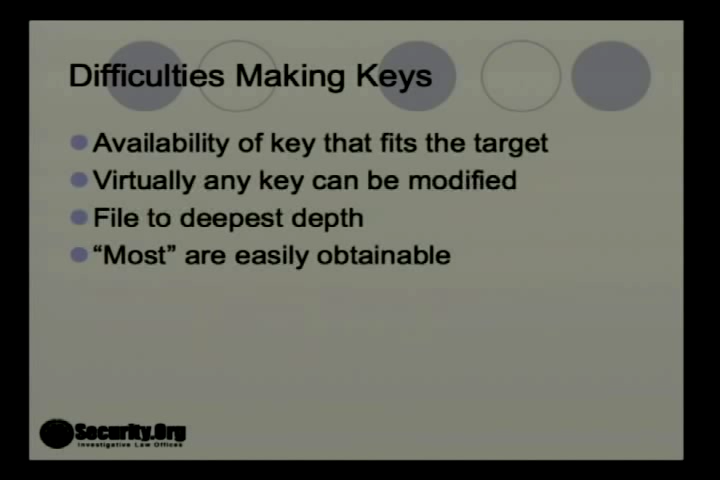 Difficulties Making Keys
Availability of key that fits the target
Virtually any key can be modified
File to deepest depth
“Most” are easily obtainable
Security.Org
Investigative Law Offices